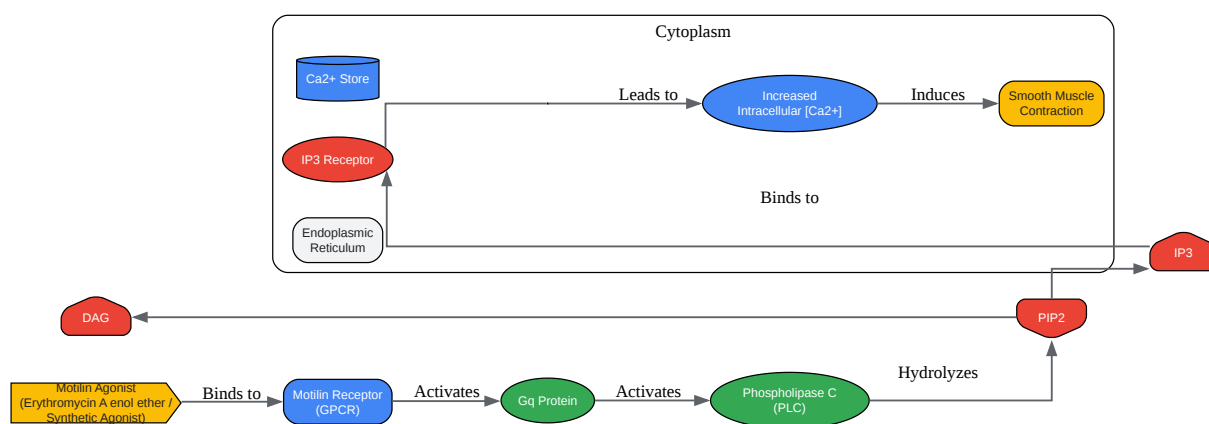 Cytoplasm
Ca2+ Store
Leads to
Increased
Intracellular [Ca2+]
Induces
Smooth Muscle
Contraction
IP3 Receptor
Binds to
Endoplasmic
Reticulum
IP3
DAG
PIP2
Motilin Agonist
(Erythromycin A enol ether /
Synthetic Agonist)
Binds to
Motilin Receptor
(GPCR)
Activates
Gq Protein
Activates
Phospholipase C
(PLC)
Hydrolyzes